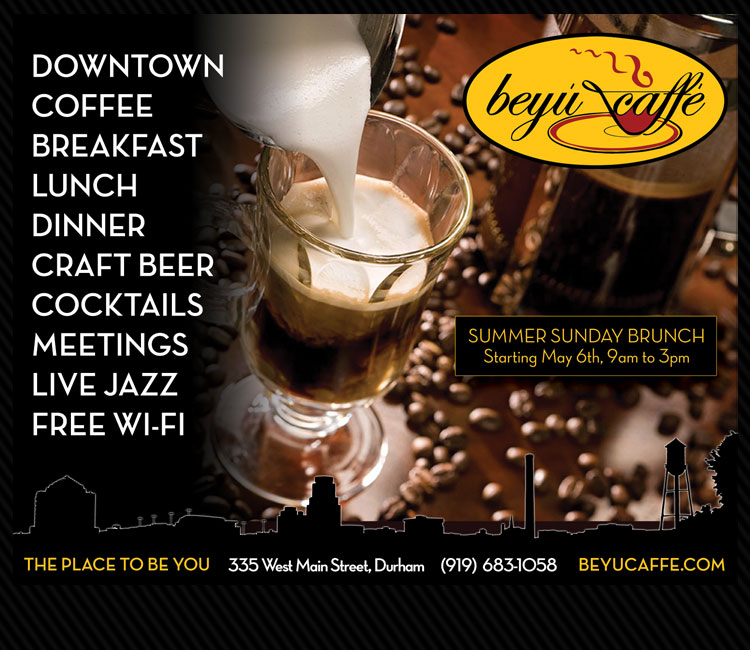 DOWNTOWN
COFFEE
BREAKFAST
LUNCH
DINNER
CRAFT BEER
COCKTAILS
MEETINGS
LIVE JAZZ
FREE WI-FI
beyú caffé
SUMMER SUNDAY BRUNCH
Starting May 6th, 9am to 3pm
THE PLACE TO BE YOU 335 West Main Street, Durham (919) 683-1058 BEYUCAFFE.COM